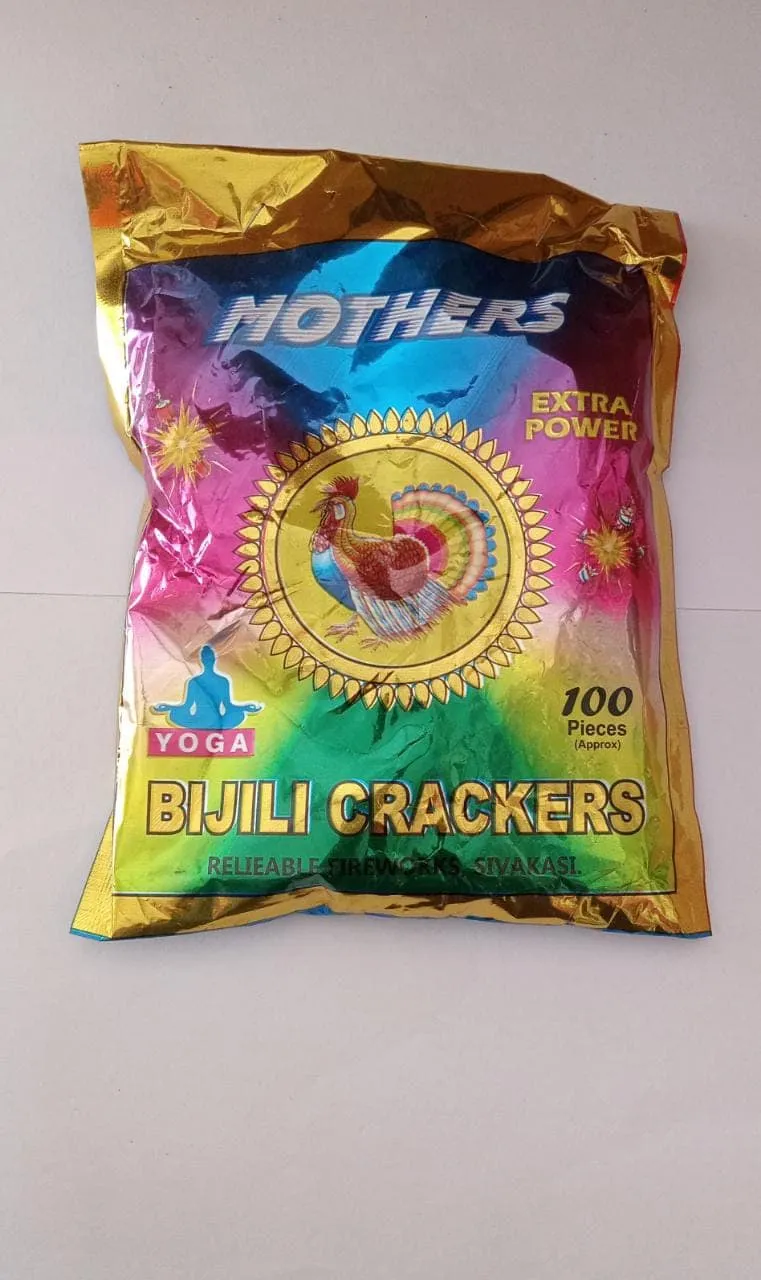 MOTHERS
EXTRA
POWER
YOGA
100
Pieces
(Approx)
BIJILI CRACKERS
RELIEABLE FIREWORKS, SIVAKASI.